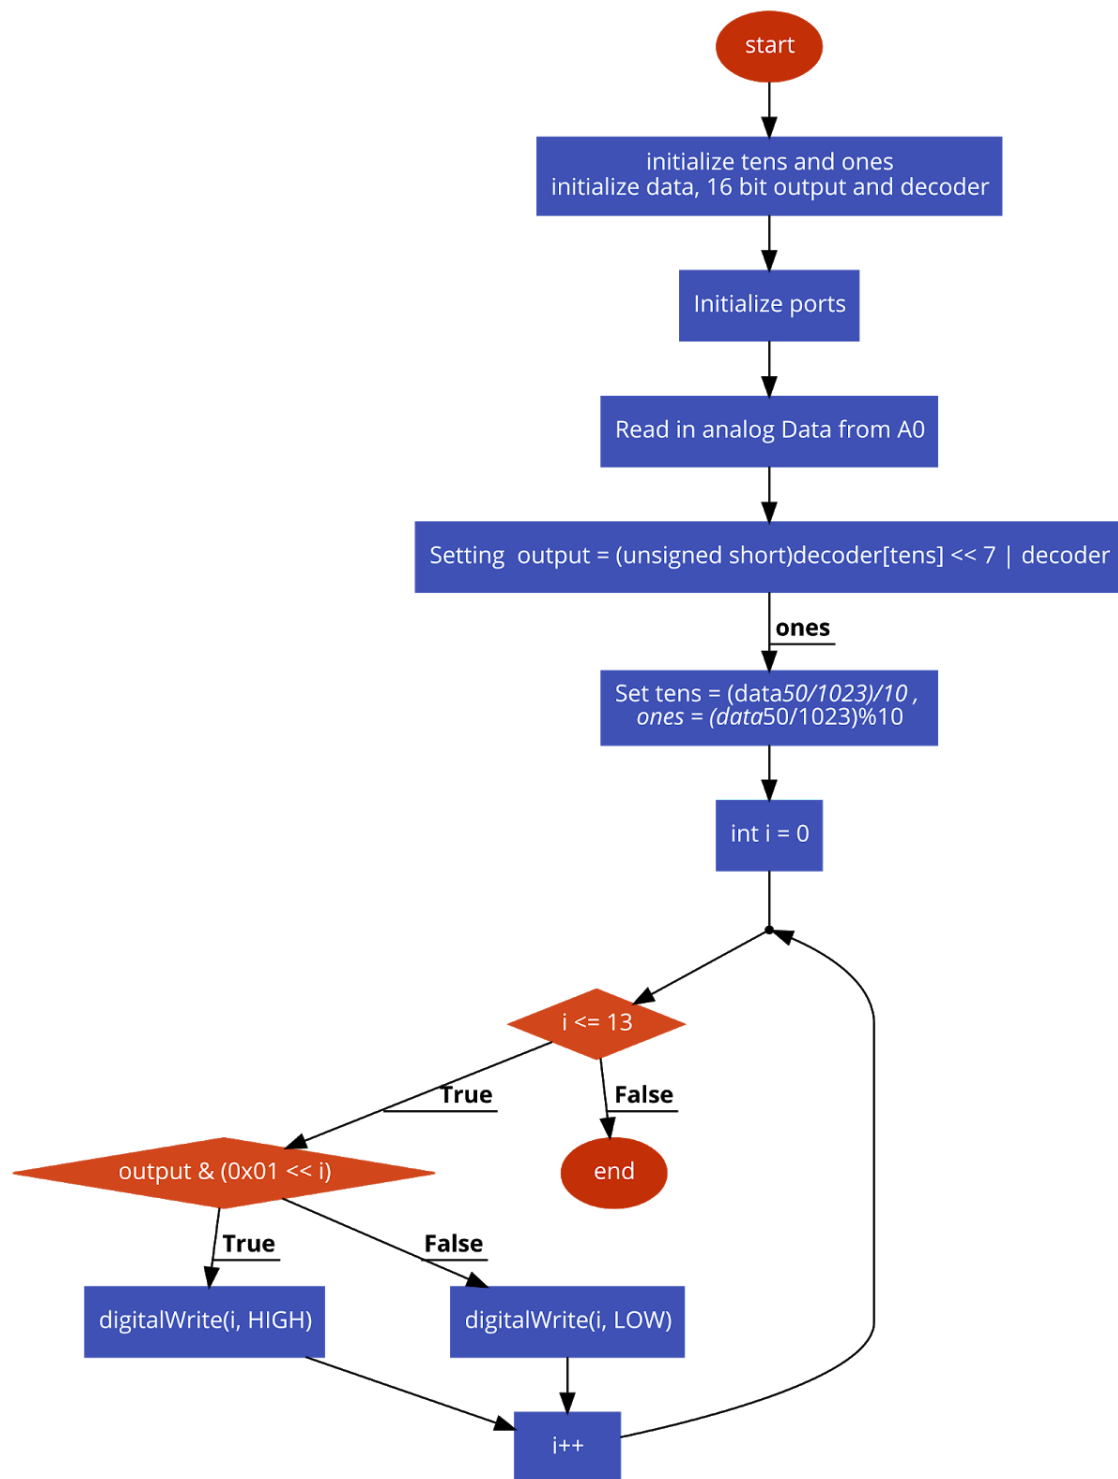 start
initialize tens and ones
initialize data, 16 bit output and decoder
Initialize ports
Read in analog Data from A0
Setting  output = (unsigned short)decoder[tens] << 7 | decoder
ones
Set tens = (data50/1023)/10 ,
ones = (data50/1023)%10
int i = 0
i <= 13
True
False
output & (0x01 << i)
end
True
False
digitalWrite(i, HIGH)
digitalWrite(i, LOW)
i++